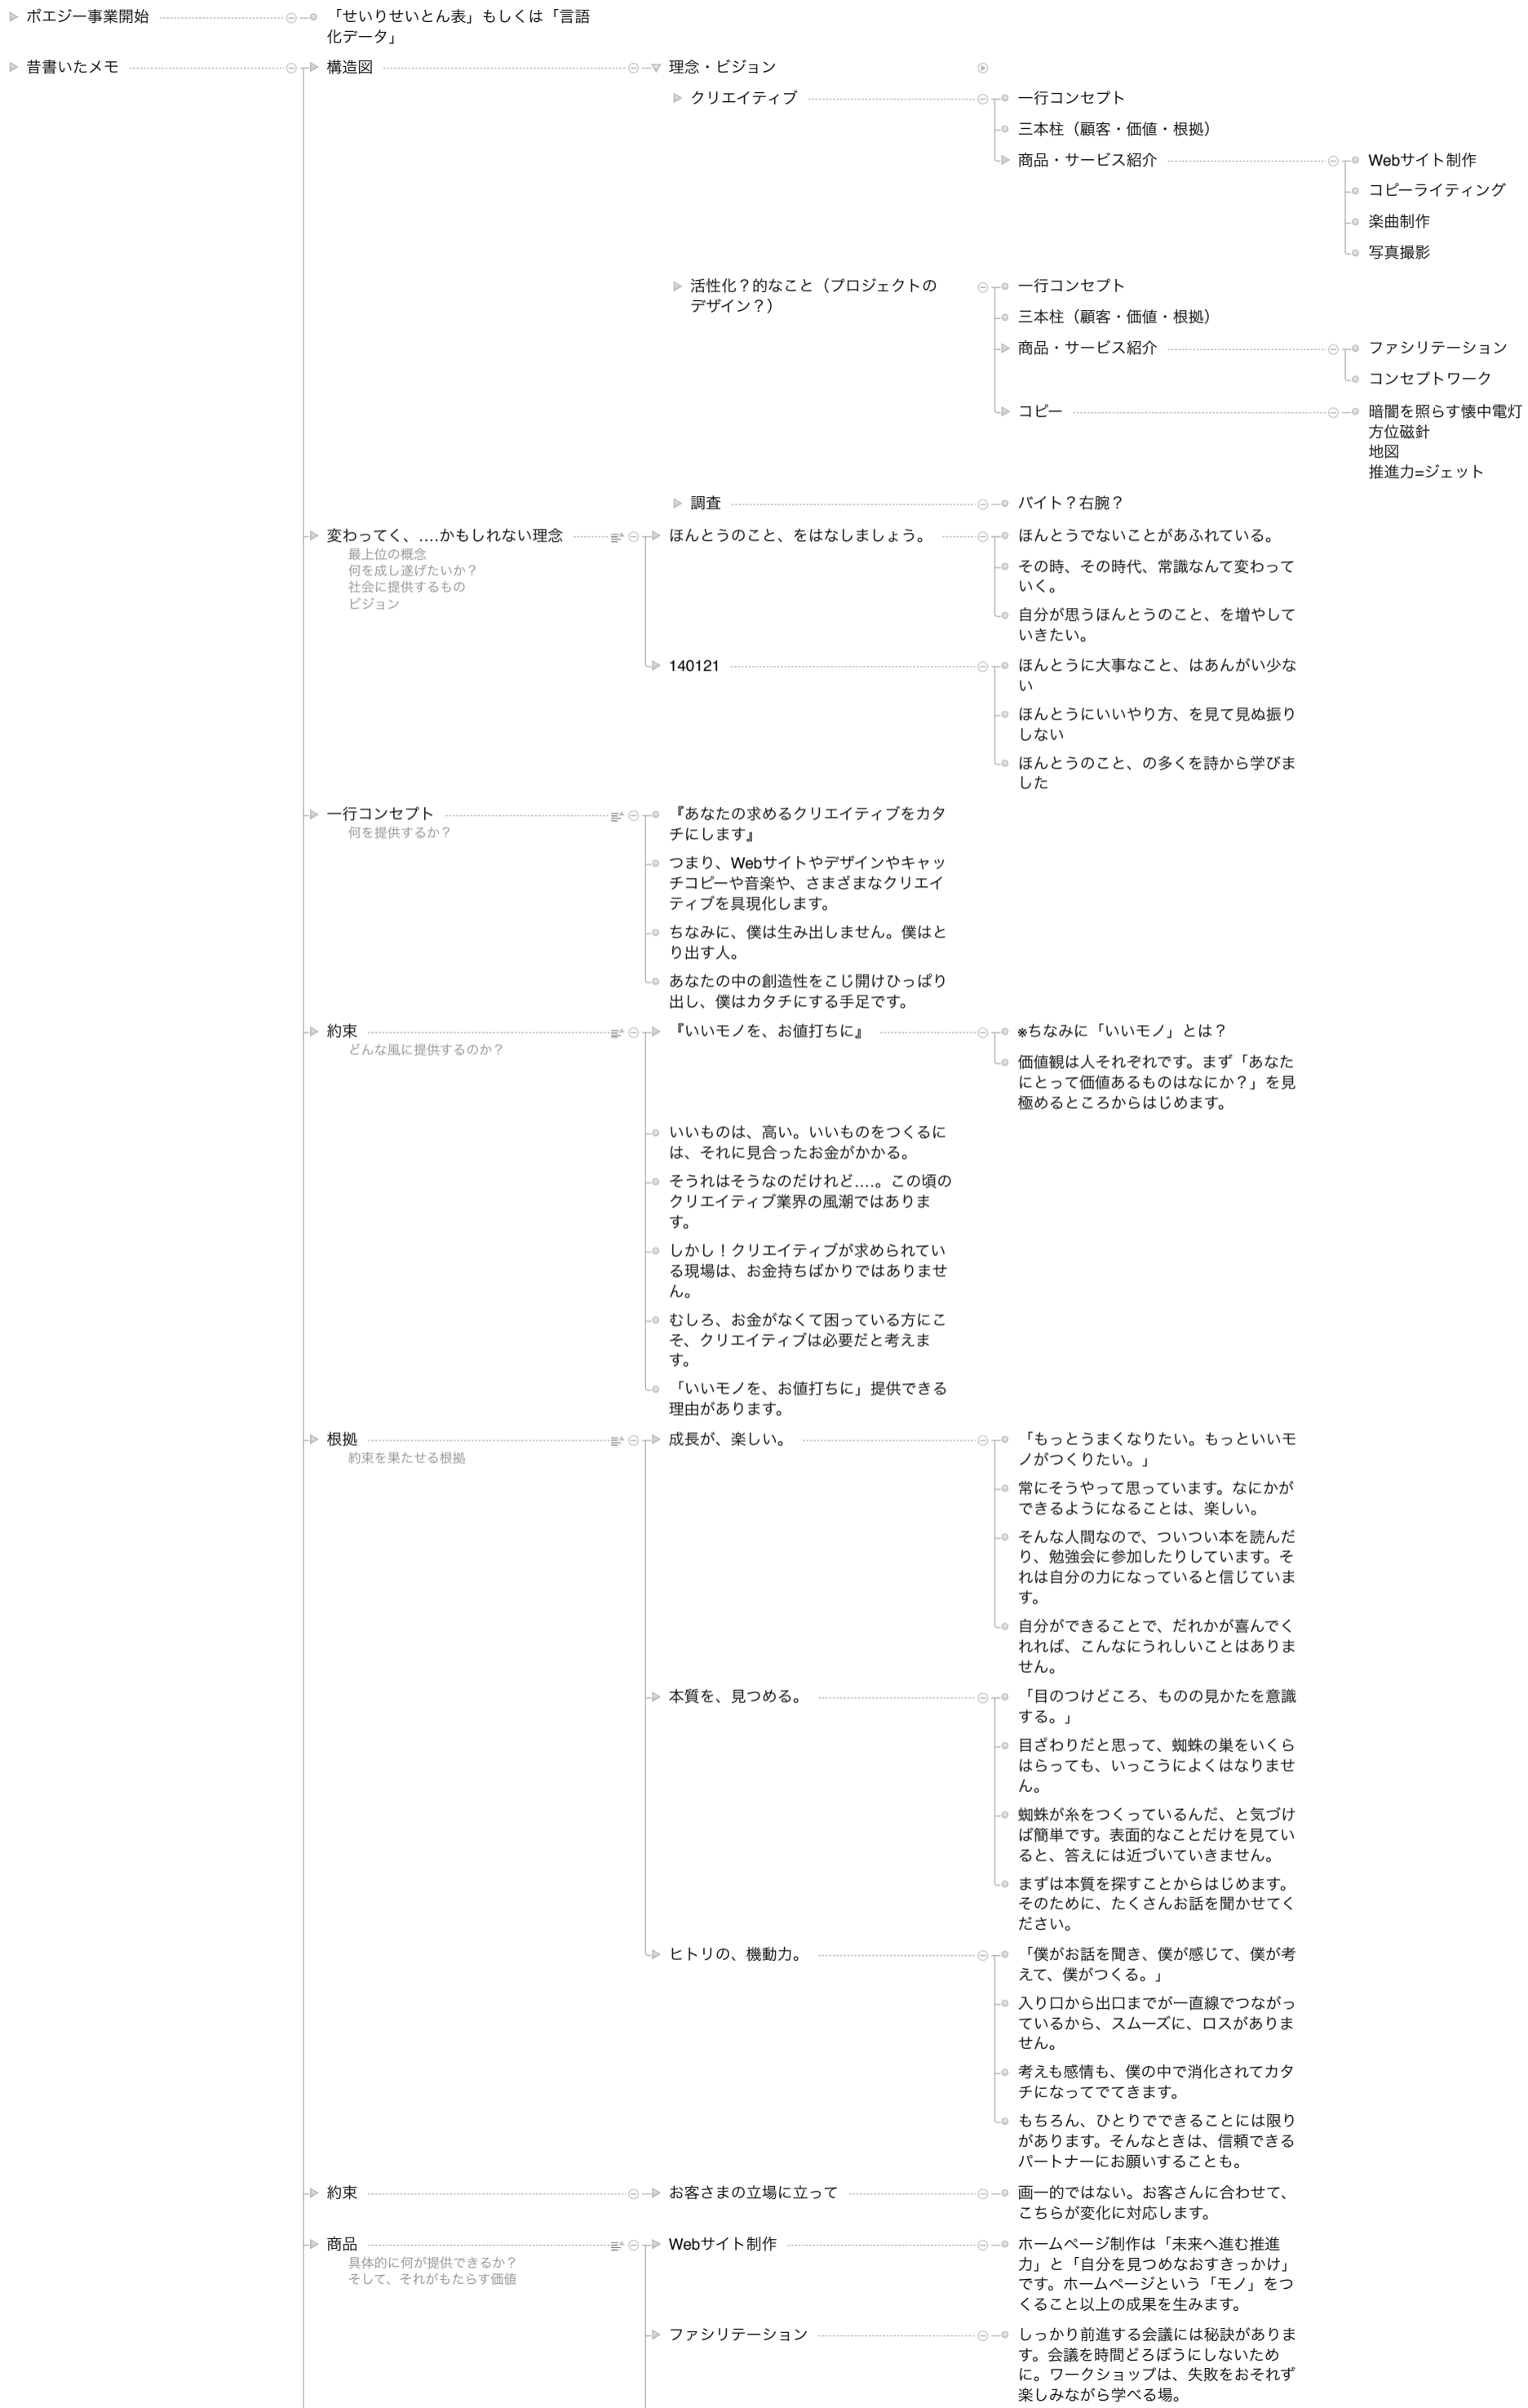 ポエジー事業開始
「せいりせいとん表」もしくは「言語
化データ」
昔書いたメモ
構造図
理念・ビジョン
クリエイティブ
一行コンセプト
三本柱（顧客・価値・根拠）
商品・サービス紹介
Webサイト制作
コピーライティング
楽曲制作
写真撮影
活性化？的なこと（プロジェクトの
デザイン？）
一行コンセプト
三本柱（顧客・価値・根拠）
商品・サービス紹介
ファシリテーション
コンセプトワーク
コピー
暗闇を照らす懐中電灯
方位磁針
地図
推進力=ジェット
調査
バイト？右腕？
変わってく、....かもしれない理念
最上位の概念
何を成し遂げたいか？
社会に提供するもの
ビジョン
ほんとうのこと、をはなしましょう。
ほんとうでないことがあふれている。
その時、その時代、常識なんて変わって
いく。
自分が思うほんとうのこと、を増やして
いきたい。
140121
ほんとうに大事なこと、はあんがい少な
い
ほんとうにいいやり方、を見て見ぬ振り
しない
ほんとうのこと、の多くを詩から学びま
した
一行コンセプト
何を提供するか？
『あなたの求めるクリエイティブをカタ
チにします』
つまり、Webサイトやデザインやキャッ
チコピーや音楽や、さまざまなクリエイ
ティブを具現化します。
ちなみに、僕は生み出しません。僕はと
り出す人。
あなたの中の創造性をこじ開けひっぱり
出し、僕はカタチにする手足です。
約束
どんな風に提供するのか？
『いいモノを、お値打ちに』
※ちなみに「いいモノ」とは？
価値観は人それぞれです。まず「あなた
にとって価値あるものはなにか？」を見
極めるところからはじめます。
いいものは、高い。いいものをつくるに
は、それに見合ったお金がかかる。
そうれはそうなのだけれど....。この頃の
クリエイティブ業界の風潮ではありま
す。
しかし！クリエイティブが求められてい
る現場は、お金持ちばかりではありませ
ん。
むしろ、お金がなくて困っている方にこ
そ、クリエイティブは必要だと考えま
す。
「いいモノを、お値打ちに」提供できる
理由があります。
根拠
約束を果たせる根拠
成長が、楽しい。
「もっとうまくなりたい。もっといいモ
ノがつくりたい。」
常にそうやって思っています。なにかが
できるようになることは、楽しい。
そんな人間なので、ついつい本を読んだ
り、勉強会に参加したりしています。そ
れは自分の力になっていると信じていま
す。
自分ができることで、だれかが喜んでく
れれば、こんなにうれしいことはありま
せん。
本質を、見つめる。
「目のつけどころ、ものの見かたを意識
する。」
目ざわりだと思って、蜘蛛の巣をいくら
はらっても、いっこうによくはなりませ
ん。
蜘蛛が糸をつくっているんだ、と気づけ
ば簡単です。表面的なことだけを見てい
ると、答えには近づいていきません。
まずは本質を探すことからはじめます。
そのために、たくさんお話を聞かせてく
ださい。
ヒトリの、機動力。
「僕がお話を聞き、僕が感じて、僕が考
えて、僕がつくる。」
入り口から出口までが一直線でつながっ
ているから、スムーズに、ロスがありま
せん。
考えも感情も、僕の中で消化されてカタ
チになってでてきます。
もちろん、ひとりでできることには限り
があります。そんなときは、信頼できる
パートナーにお願いすることも。
約束
お客さまの立場に立って
画一的ではない。お客さんに合わせて、
こちらが変化に対応します。
商品
具体的に何が提供できるか？
そして、それがもたらす価値
Webサイト制作
ホームページ制作は「未来へ進む推進
力」と「自分を見つめなおすきっかけ」
です。ホームページという「モノ」をつ
くること以上の成果を生みます。
ファシリテーション
しっかり前進する会議には秘訣がありま
す。会議を時間どろぼうにしないため
に。ワークショップは、失敗をおそれず
楽しみながら学べる場。